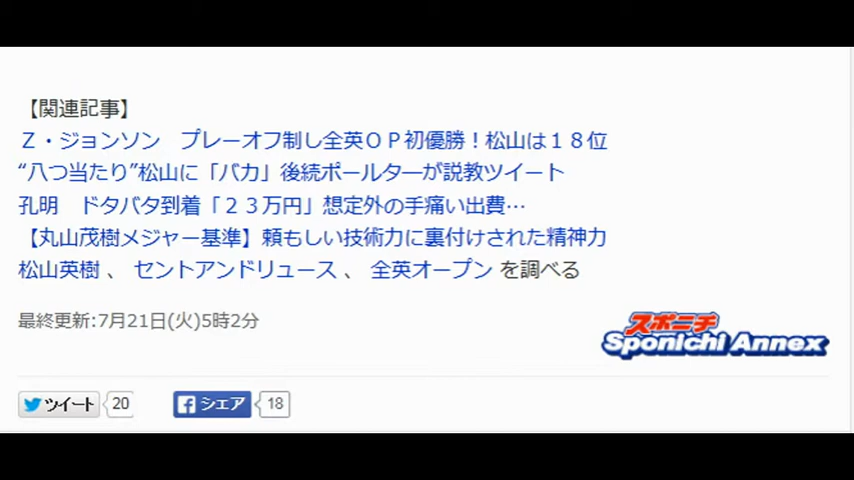 【関連記事】
Ｚ・ジョンソン　プレーオフ制し全英ＯＰ初優勝！松山は１８位
“八つ当たり”松山に「バカ」後続ポールターが説教ツイート
孔明　ドタバタ到着「２３万円」想定外の手痛い出費…
【丸山茂樹メジャー基準】頼もしい技術力に裏付けされた精神力
松山英樹 、 セントアンドリュース 、 全英オープン を調べる
最終更新:7月21日(火)5時2分
スポニチ
Sponichi Annex
ツイート 20 シェア 18